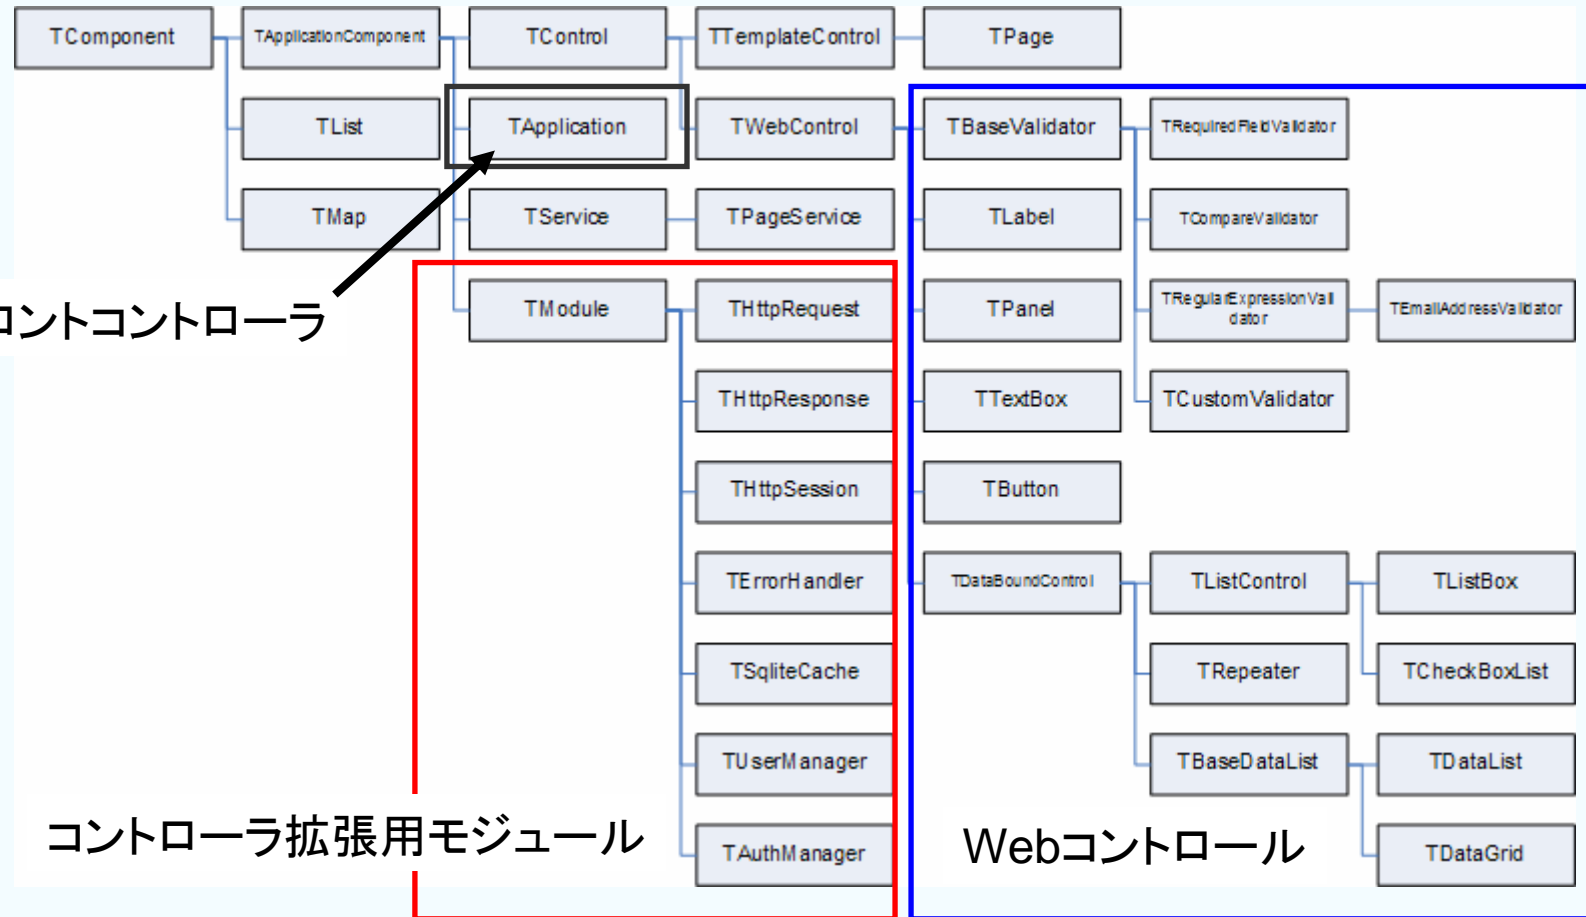 TComponent
TApplicationComponent
TControl
TTemplateControl
TPage
TList
TApplication
TWebControl
TBaseValidator
TRequiredFieldValidator
TMap
TService
TPageService
TLabel
TCompareValidator
ロントコントローラ
TModule
THttpRequest
TPanel
TRegularExpressionVali
dator
TEmailAddressValidator
THttpResponse
TTextBox
TCustomValidator
THttpSession
TButton
TErrorHandler
TDataBoundControl
TListControl
TListBox
TSqliteCache
TRepeater
TCheckBoxList
TUserManager
TBaseDataList
TDataList
コントローラ拡張用モジュール
TAuthManager
Webコントロール
TDataGrid